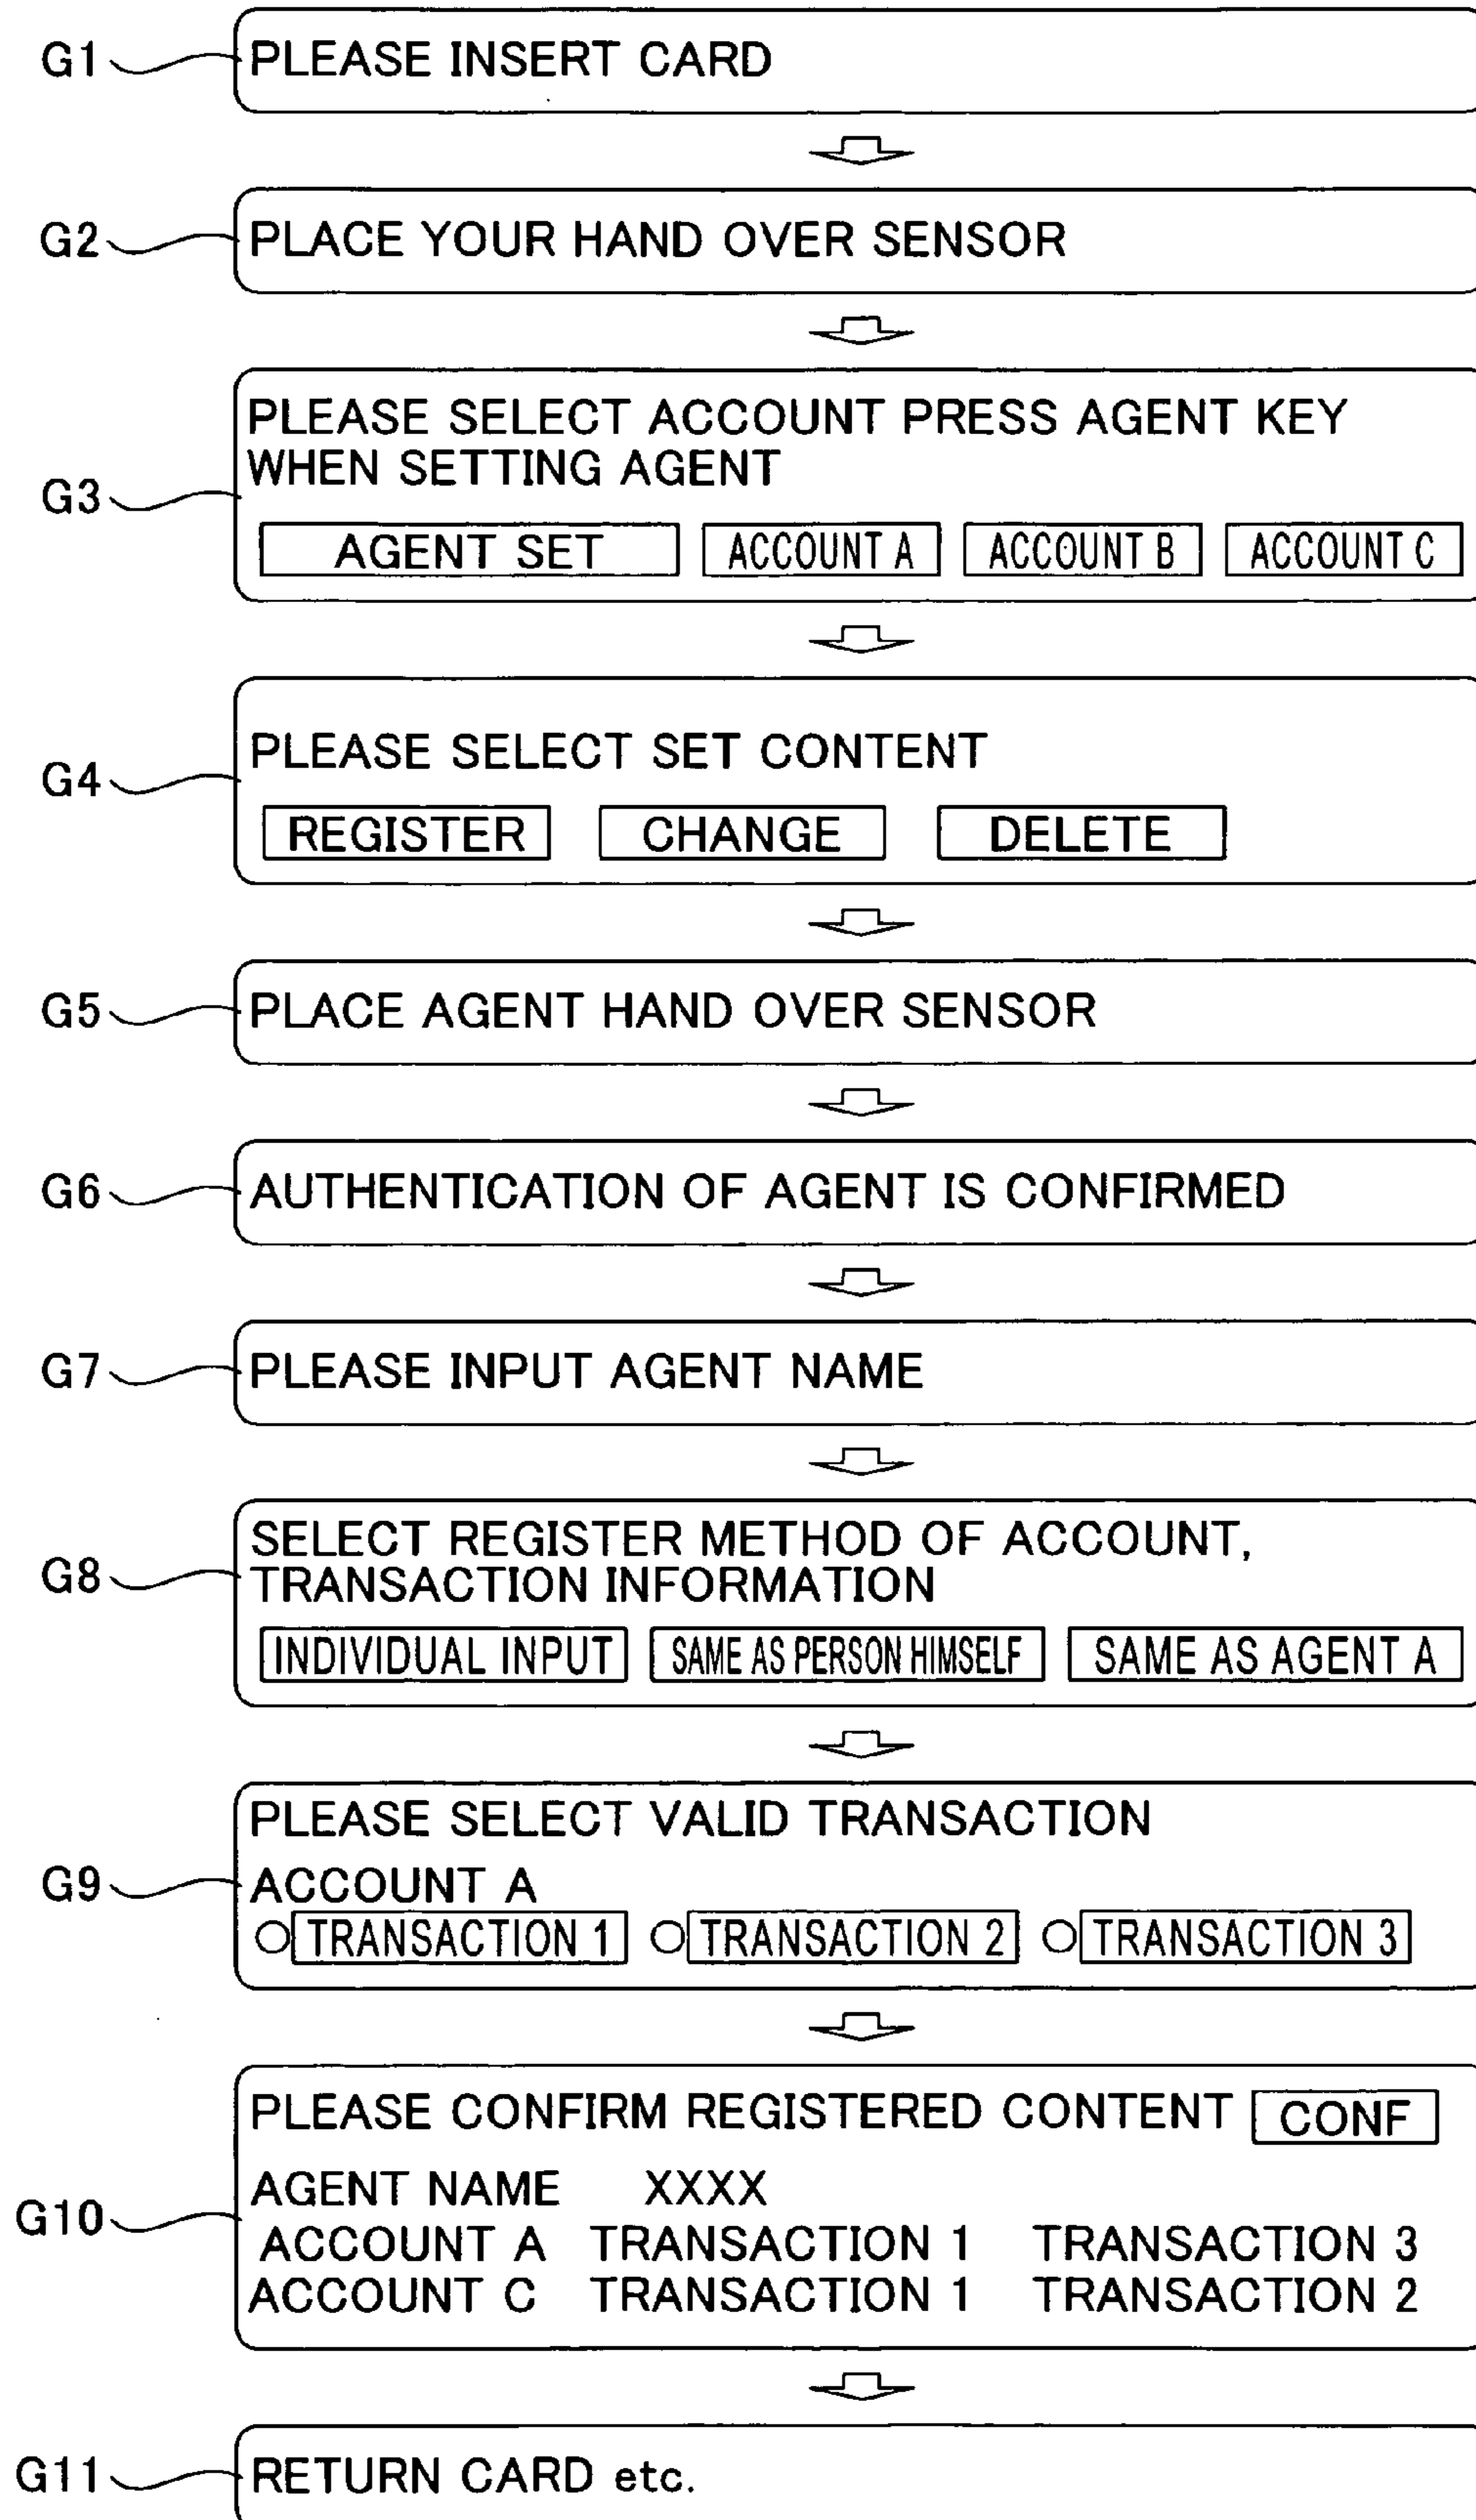 G1 PLEASE INSERT CARD
G2 PLACE YOUR HAND OVER SENSOR
PLEASE SELECT ACCOUNT PRESS AGENT KEY
WHEN SETTING AGENT
G3
AGENT SET ACCOUNT A ACCOUNT B ACCOUNT C
PLEASE SELECT SET CONTENT
G4
REGISTER CHANGE DELETE
G5 PLACE AGENT HAND OVER SENSOR
G6 AUTHENTICATION OF AGENT IS CONFIRMED
G7 PLEASE INPUT AGENT NAME
SELECT REGISTER METHOD OF ACCOUNT,
G8 TRANSACTION INFORMATION
INDIVIDUAL INPUT SAME AS PERSON HIMSELF SAME AS AGENT A
PLEASE SELECT VALID TRANSACTION
G9 ACCOUNT A
TRANSACTION 1 TRANSACTION 2 TRANSACTION 3
PLEASE CONFIRM REGISTERED CONTENT CONF
AGENT NAME XXXX
G10
ACCOUNT A TRANSACTION 1 TRANSACTION 3
ACCOUNT C TRANSACTION 1 TRANSACTION 2
G11 RETURN CARD etc.